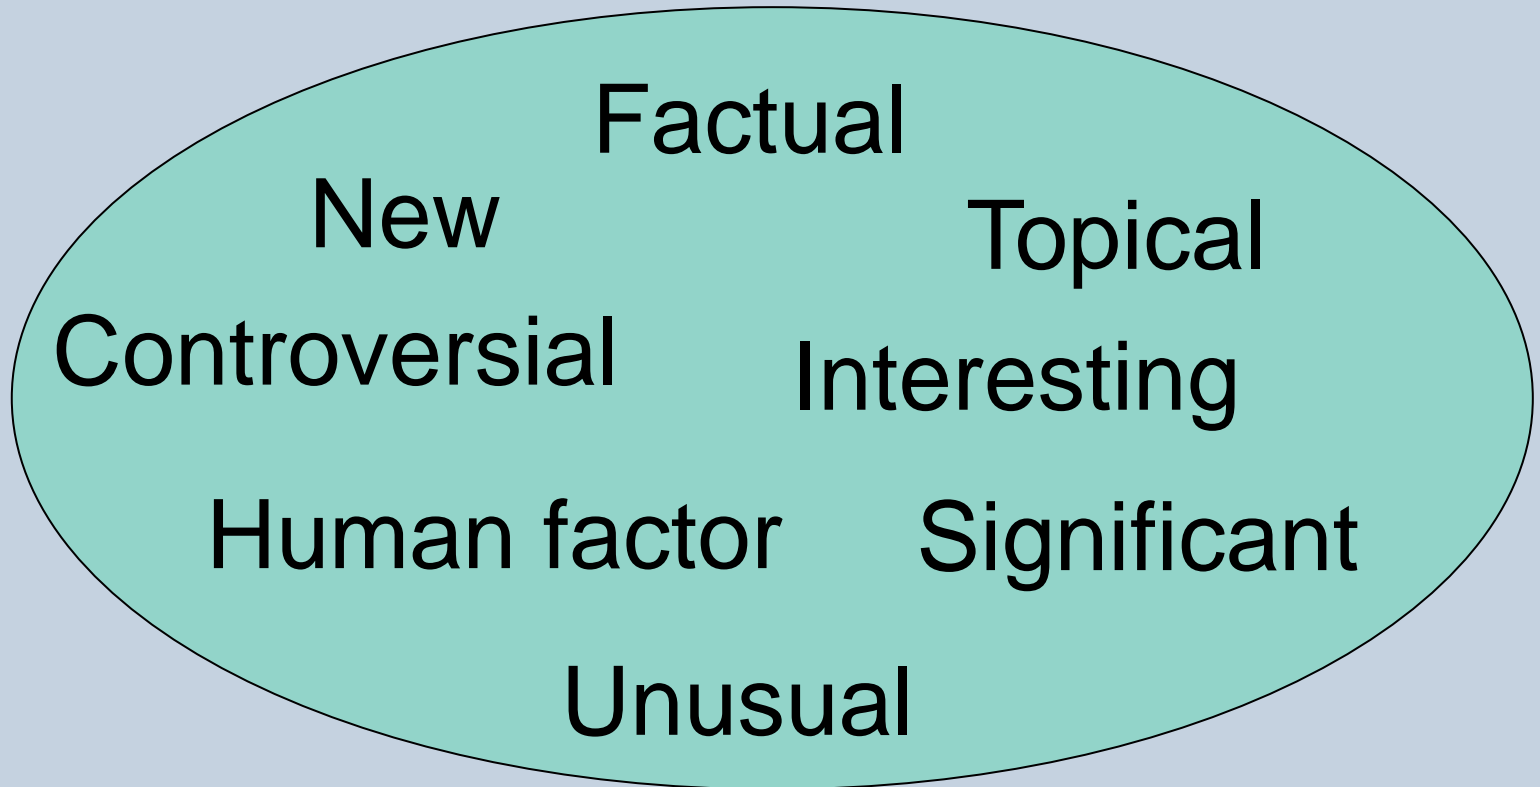 Factual
New
Topical
Controversial
Interesting
Human factor
Significant
Unusual